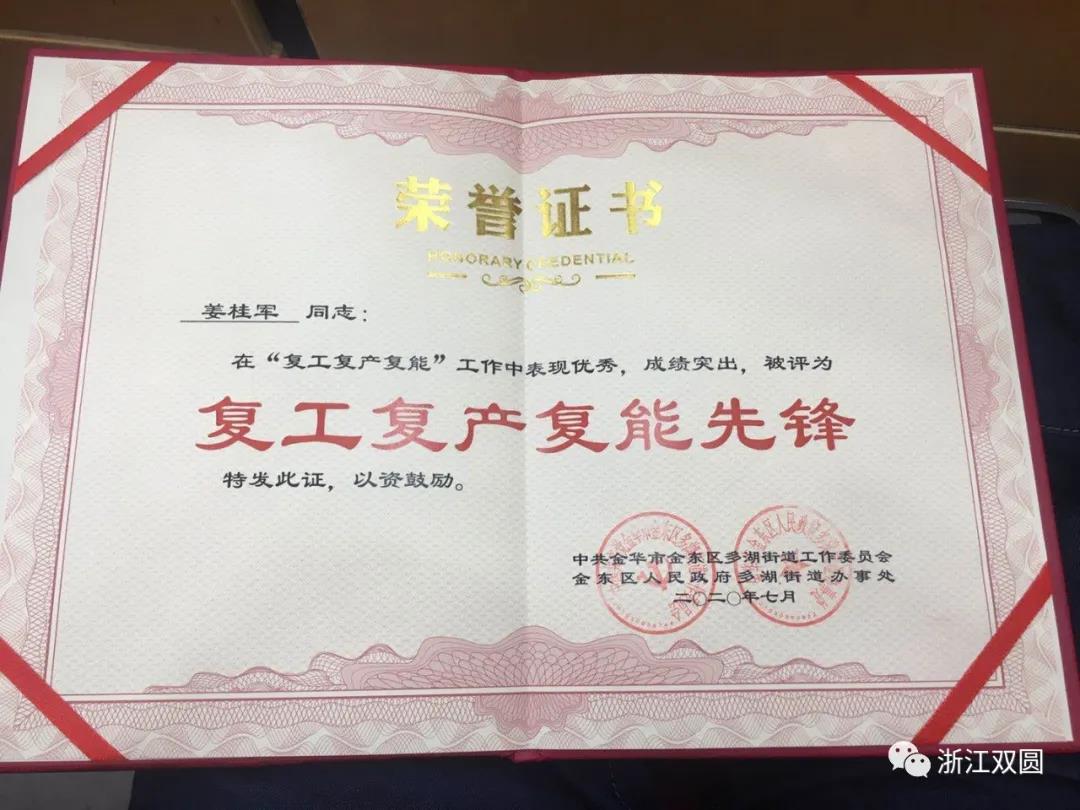 荣誉证书
HONORARY CREDENTIAL
姜桂军 同志：
在“复工复产复能”工作中表现优秀，成绩突出，被评为
复工复产复能先锋
特发此证，以资鼓励。
中共金华市金东区多湖街道工作委员会
金东区人民政府多湖街道办事处
二〇二〇年七月
浙江双圆